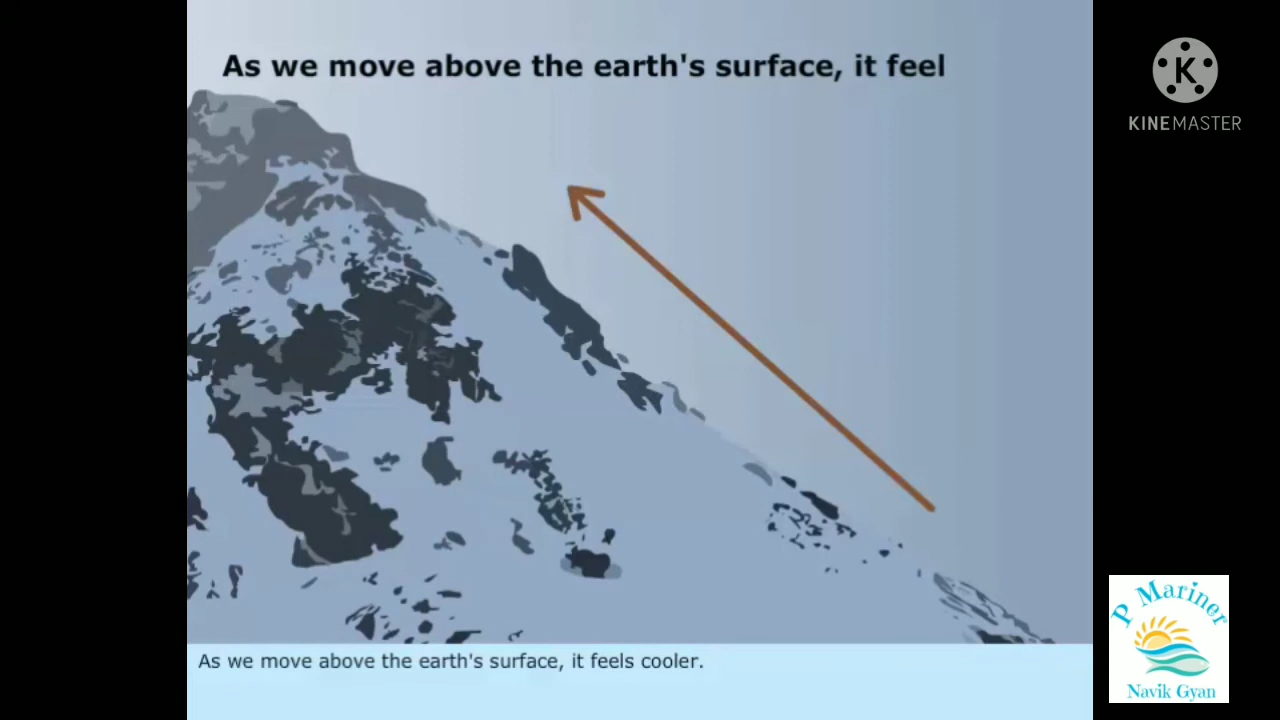 As we move above the earth's surface, it feel
K
KINEMASTER
As we move above the earth's surface, it feels cooler.
P Mariner
Navik Gyan